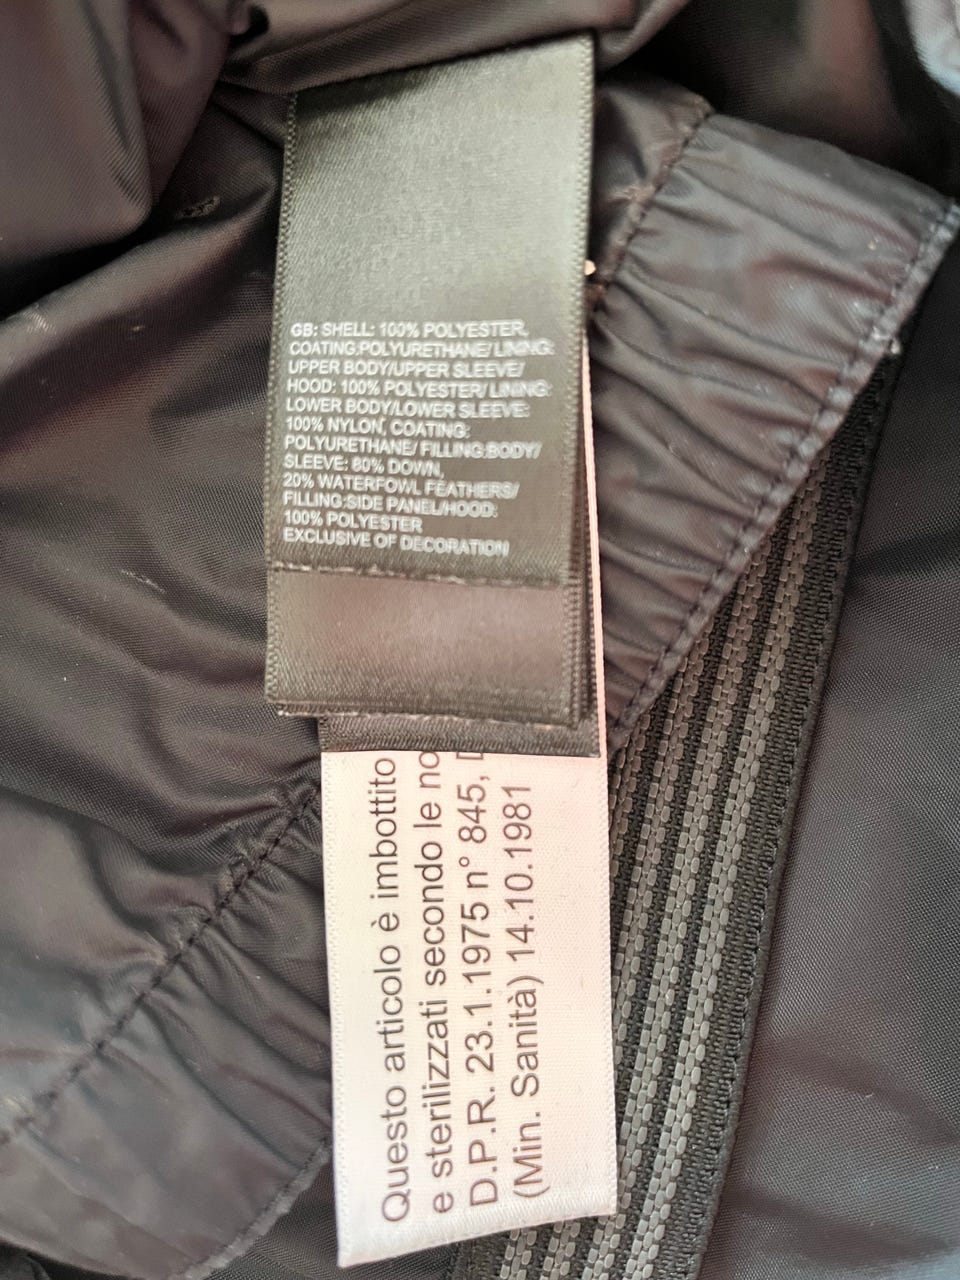 GB: SHELL: 100% POLYESTER,
COATING:POLYURETHANE/ LINING:
UPPER BODY/UPPER SLEEVE/
HOOD: 100% POLYESTER/ LINING:
LOWER BODY/LOWER SLEEVE:
100% NYLON, COATING:
POLYURETHANE/ FILLING:BODY/
SLEEVE: 80% DOWN,
20% WATERFOWL FEATHERS/
FILLING:SIDE PANEL/HOOD:
100% POLYESTER
EXCLUSIVE OF DECORATION
Questo articolo è imbottito
e sterilizzati secondo le no
D.P.R. 23.1.1975 n° 845,
(Min. Sanità) 14.10.1981